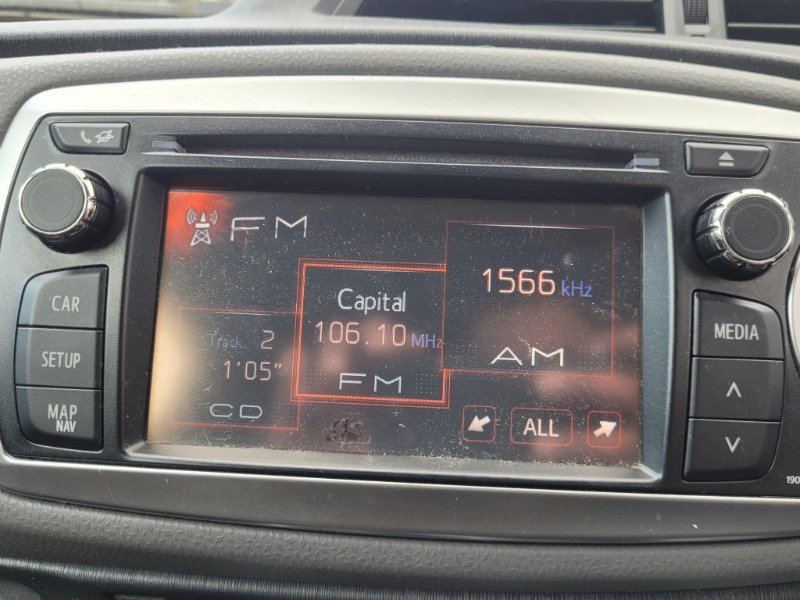 FM
CAR
SETUP
MAP
NAV
Track 2
1'05"
CD
Capital
106.10 MHz
FM
1566 kHz
AM
ALL
MEDIA
190